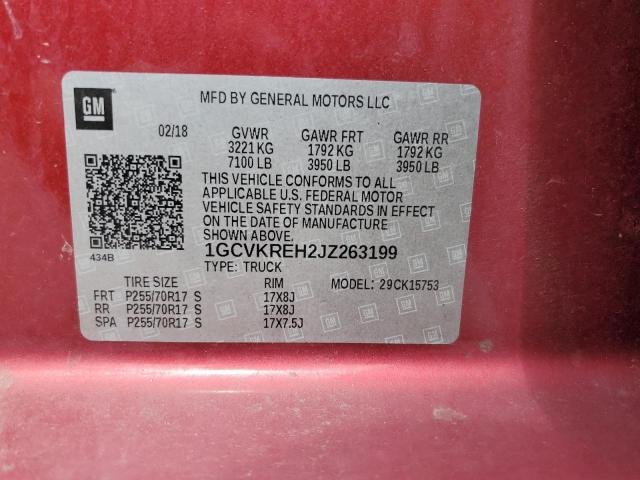 GM
MFD BY GENERAL MOTORS LLC
02/18 GVWR GAWR FRT GAWR RR
3221 KG 1792 KG 1792 KG
7100 LB 3950 LB 3950 LB
THIS VEHICLE CONFORMS TO ALL
APPLICABLE U.S. FEDERAL MOTOR
VEHICLE SAFETY STANDARDS IN EFFECT
ON THE DATE OF MANUFACTURE
SHOWN ABOVE.
434B
1GCVKREH2JZ263199
TYPE: TRUCK
TIRE SIZE RIM MODEL: 29CK15753
FRT P255/70R17 S 17X8J
RR P255/70R17 S 17X8J
SPA P255/70R17 S 17X7.5J